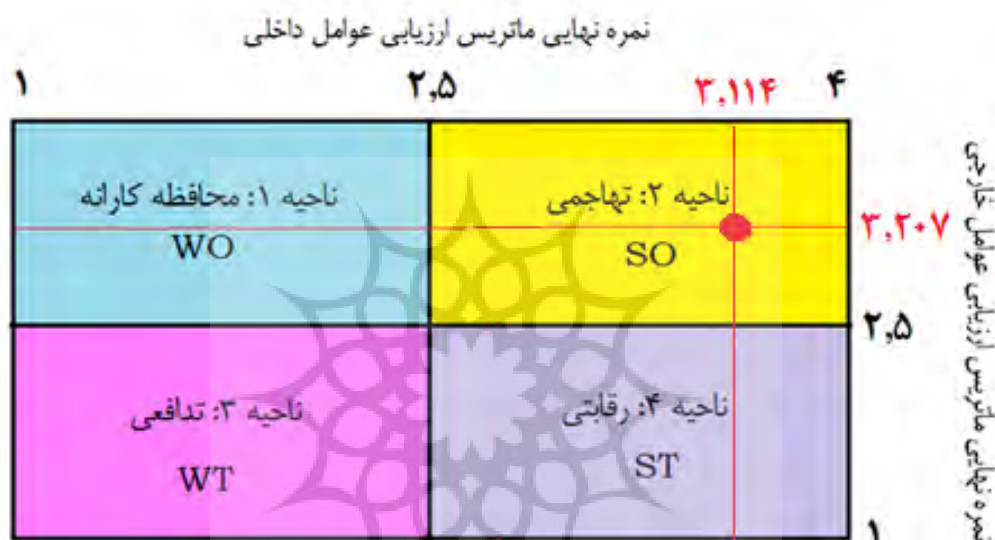 نمره نهایی ماتریس ارزیابی عوامل داخلی
۱ ۲,۵ ۳,۱۱۴ ۴
ناحیه ۱: محافظه کارانه
WO
ناحیه ۲: تهاجمی
SO
۳,۲۰۷
۲,۵
ناحیه ۳: تدافعی
WT
ناحیه ۴: رقابتی
ST
۱
نمره نهایی ماتریس ارزیابی عوامل خارجی